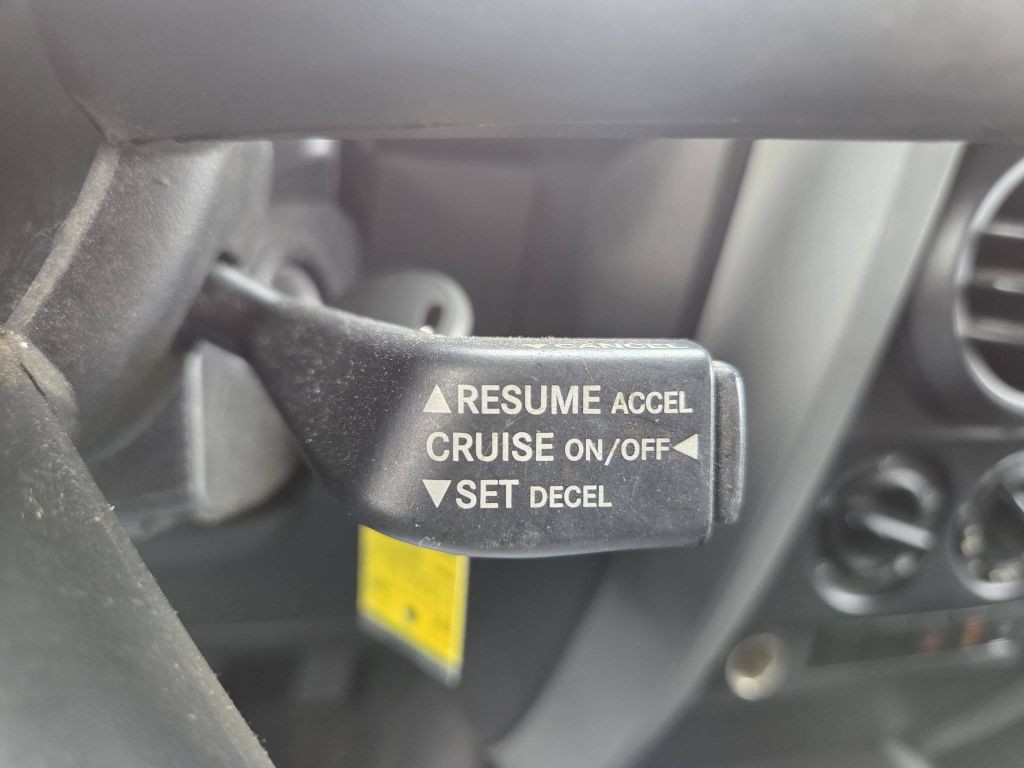 ▲RESUME ACCEL
CRUISE ON/OFF◀
▼SET DECEL